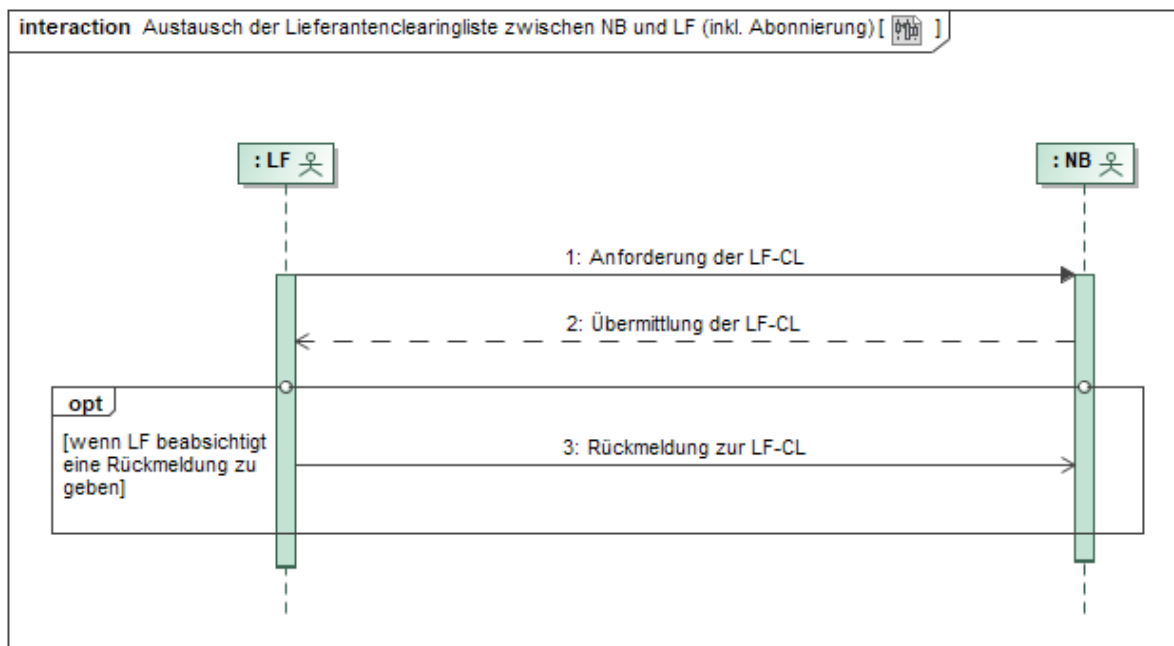 interaction Austausch der Lieferantenclearingliste zwischen NB und LF (inkl. Abonnierung) [ ]
: LF
: NB
1: Anforderung der LF-CL
2: Übermittlung der LF-CL
opt
[wenn LF beabsichtigt
eine Rückmeldung zu
geben]
3: Rückmeldung zur LF-CL